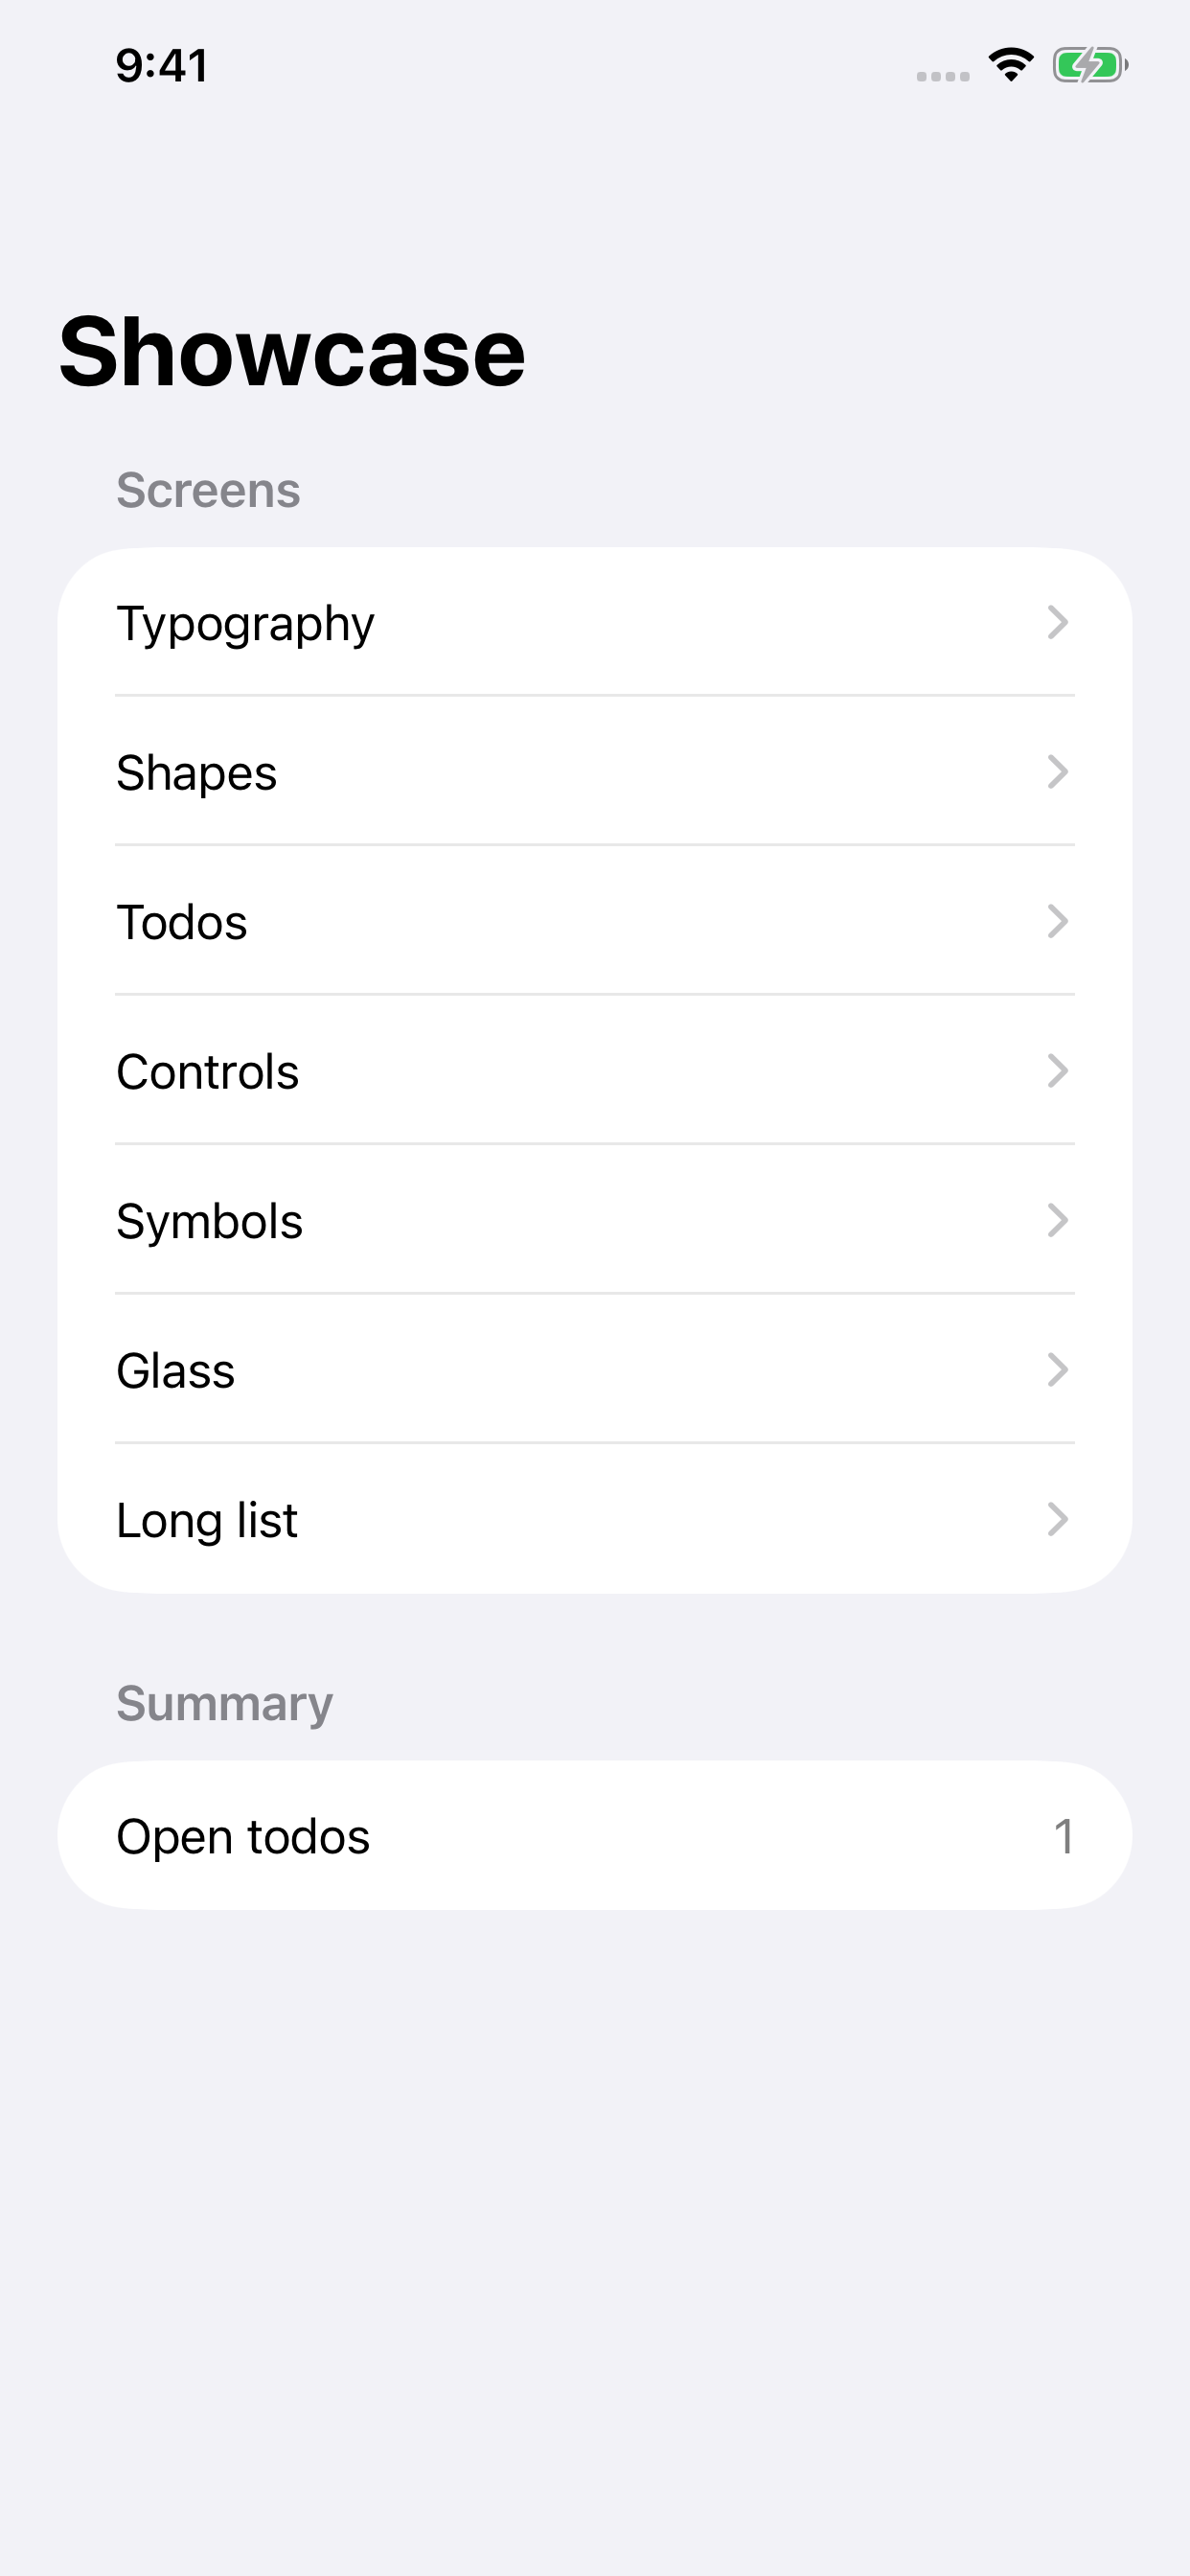 9:41
Showcase
Screens
Typography
Shapes
Todos
Controls
Symbols
Glass
Long list
Summary
Open todos 1